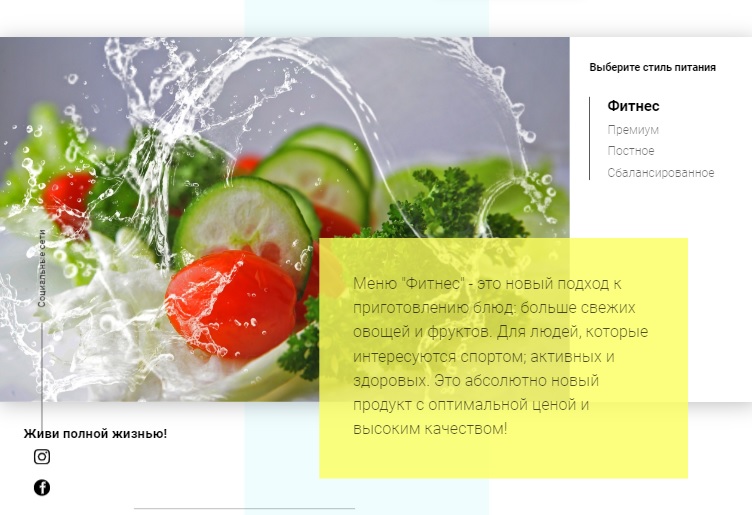 Выберите стиль питания
Фитнес
Премиум
Постное
Сбалансированное
Социальные сети
Меню "Фитнес" - это новый подход к
приготовлению блюд: больше свежих
овощей и фруктов. Для людей, которые
интересуются спортом; активных и
здоровых. Это абсолютно новый
продукт с оптимальной ценой и
высоким качеством!
Живи полной жизнью!